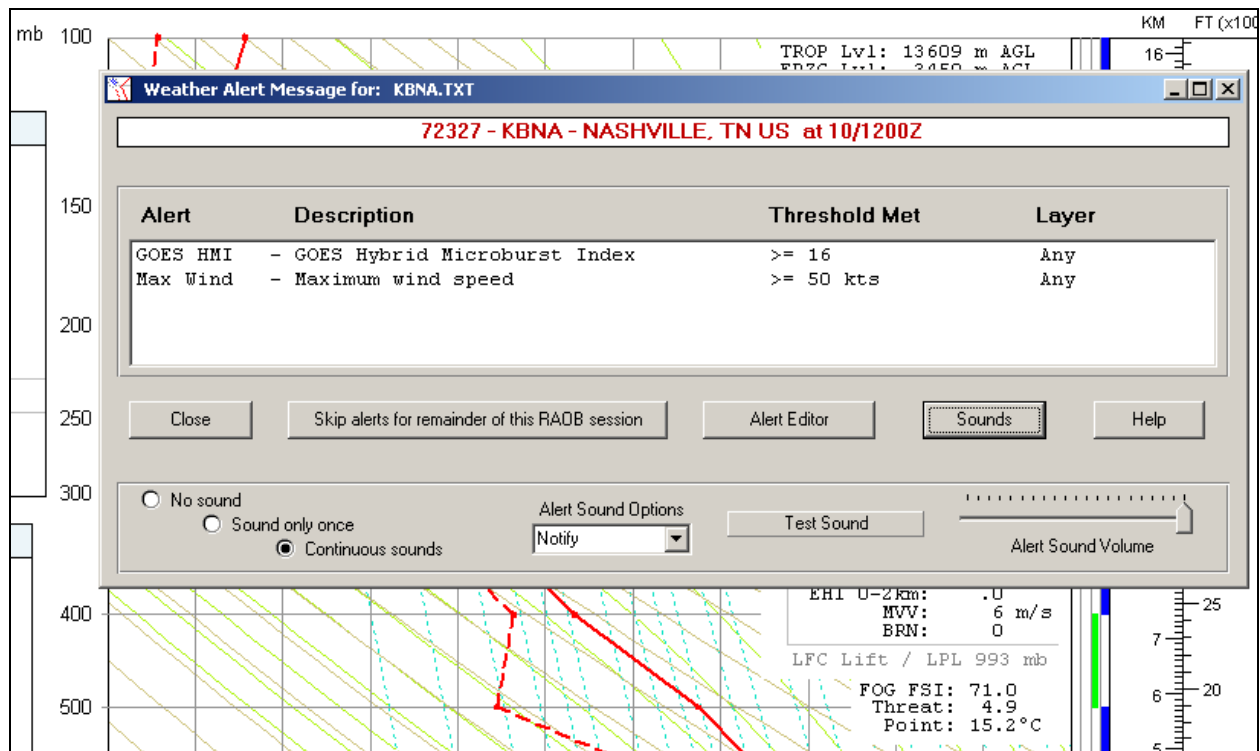 mb 100
KM FT (x100
TROP Lvl: 13609 m AGL
16
Weather Alert Message for: KBNA.TXT
72327 - KBNA - NASHVILLE, TN US at 10/1200Z
150
Alert Description Threshold Met Layer
GOES HMI - GOES Hybrid Microburst Index >= 16 Any
Max Wind - Maximum wind speed >= 50 kts Any
200
250
Close Skip alerts for remainder of this RAOB session Alert Editor Sounds Help
300
No sound
Sound only once
Continuous sounds
Alert Sound Options
Notify
Test Sound
Alert Sound Volume
EHI 0-2km: .0
400
MVV: 6 m/s
25
BRN: 0
7
LFC Lift / LPL 993 mb
FOG FSI: 71.0
6 20
500
Threat: 4.9
Point: 15.2°C
5